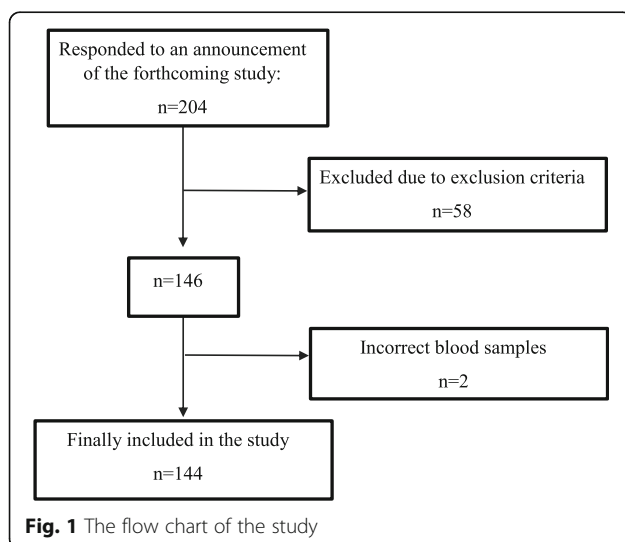 Responded to an announcement
of the forthcoming study:
n=204
Excluded due to exclusion criteria
n=58
n=146
Incorrect blood samples
n=2
Finally included in the study
n=144
Fig. 1 The flow chart of the study